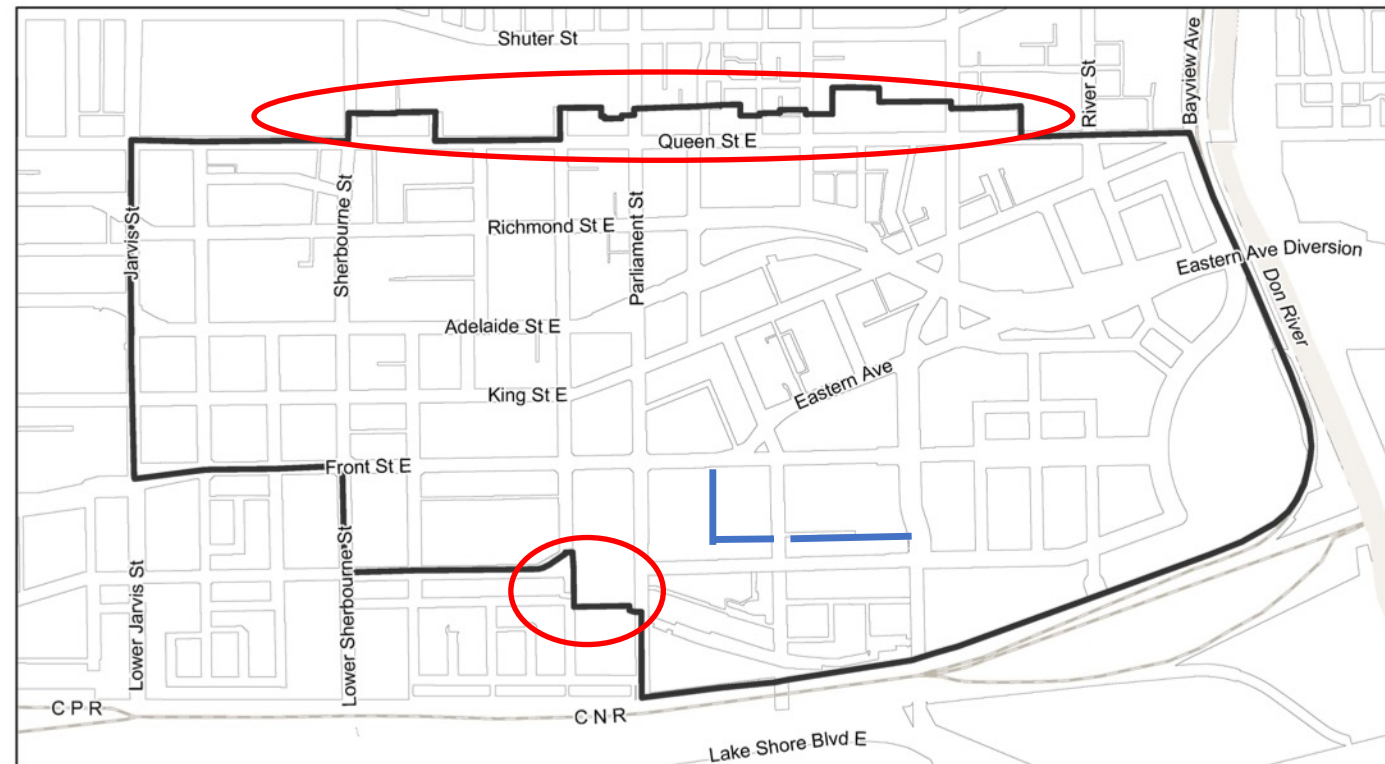 Shuter St
River St
Bayview Ave
Queen St E
Jarvis St
Sherbourne St
Richmond St E
Parliament St
Eastern Ave Diversion
Don River
Adelaide St E
King St E
Eastern Ave
Front St E
Lower Jarvis St
Lower Sherbourne St
C P R
C N R
Lake Shore Blvd E